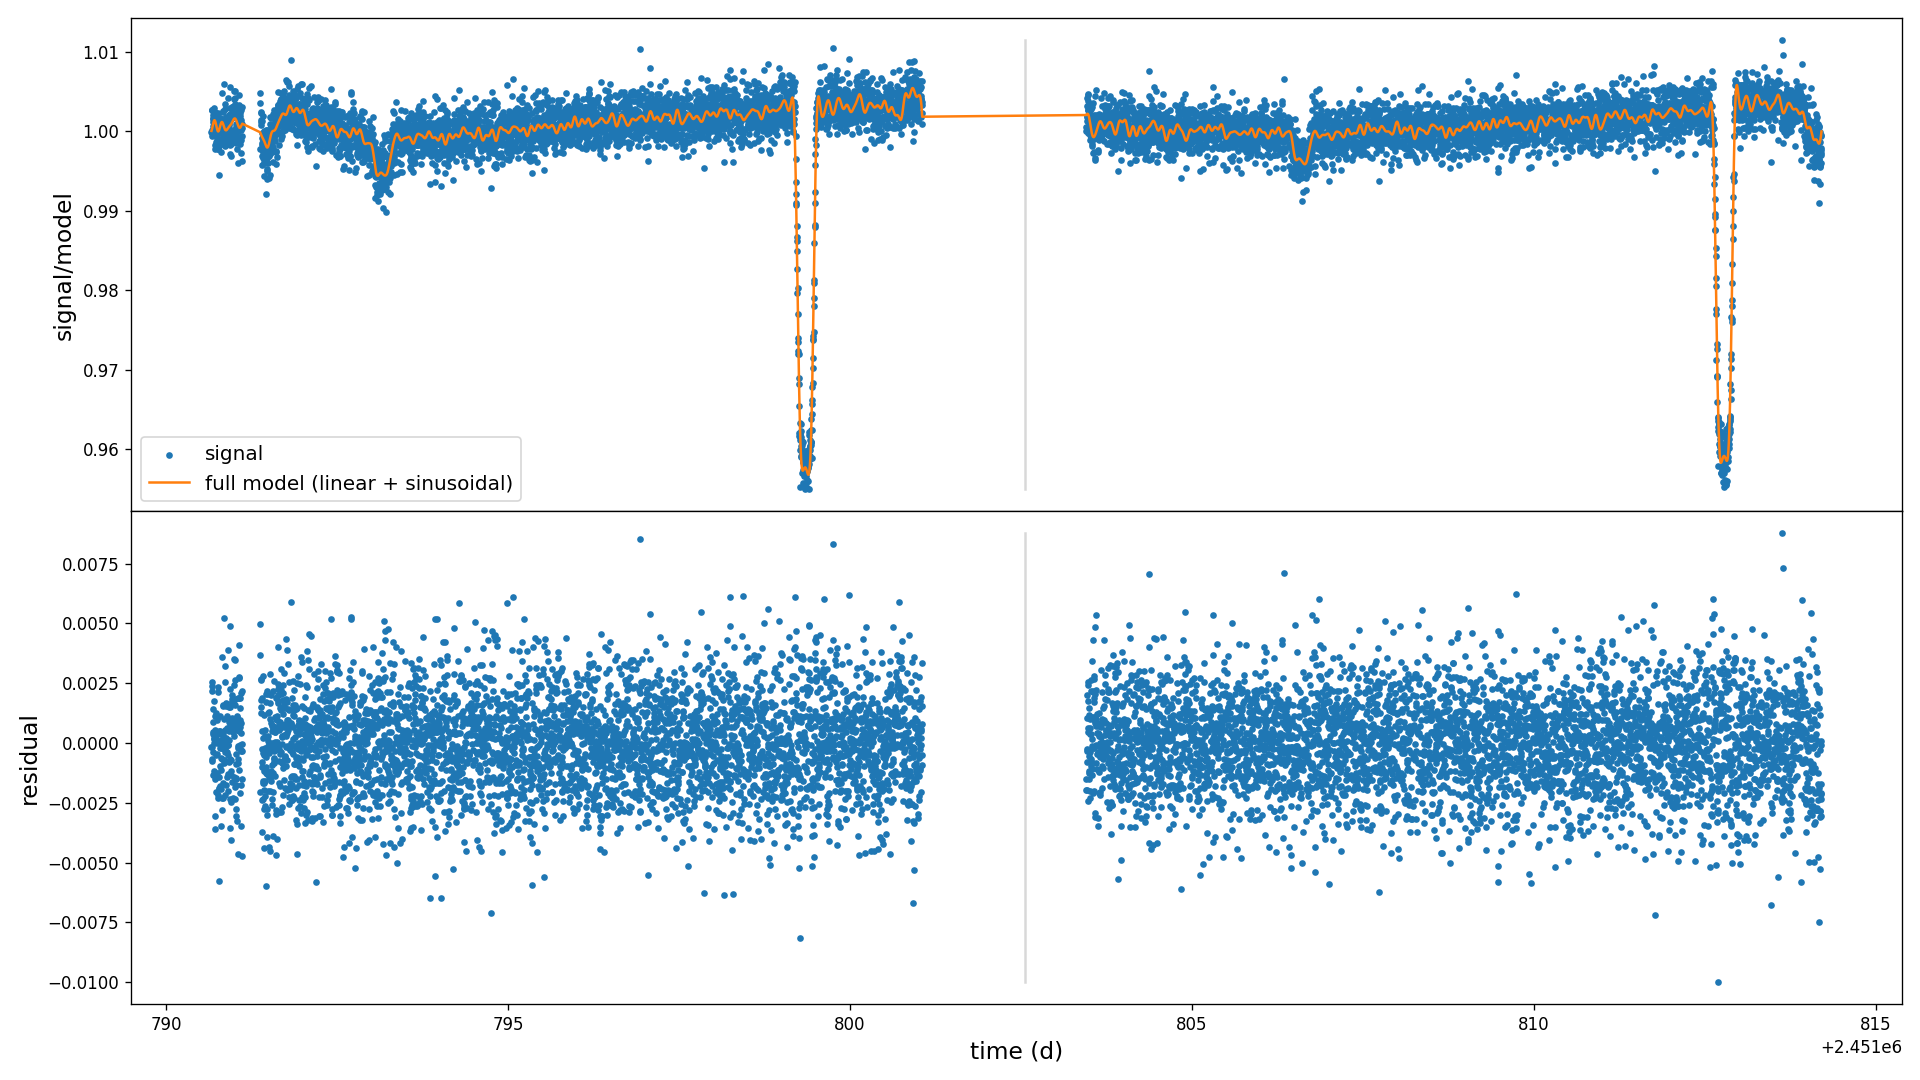 1.01
1.00
0.99
0.98
0.97
0.96
signal/model
signal
full model (linear + sinusoidal)
0.0075
0.0050
0.0025
0.0000
−0.0025
−0.0050
−0.0075
−0.0100
residual
790 795 800 805 810 815
time (d)
+2.451e6